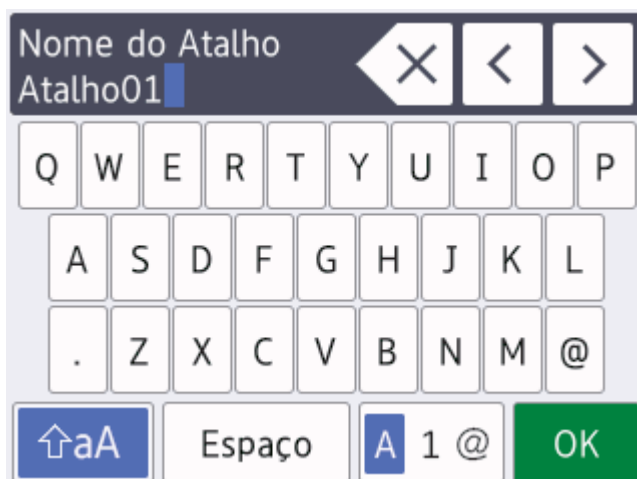 Nome do Atalho
Atalho01
Q W E R T Y U I O P
A S D F G H J K L
. Z X C V B N M @
aA Espaço A 1 @ OK